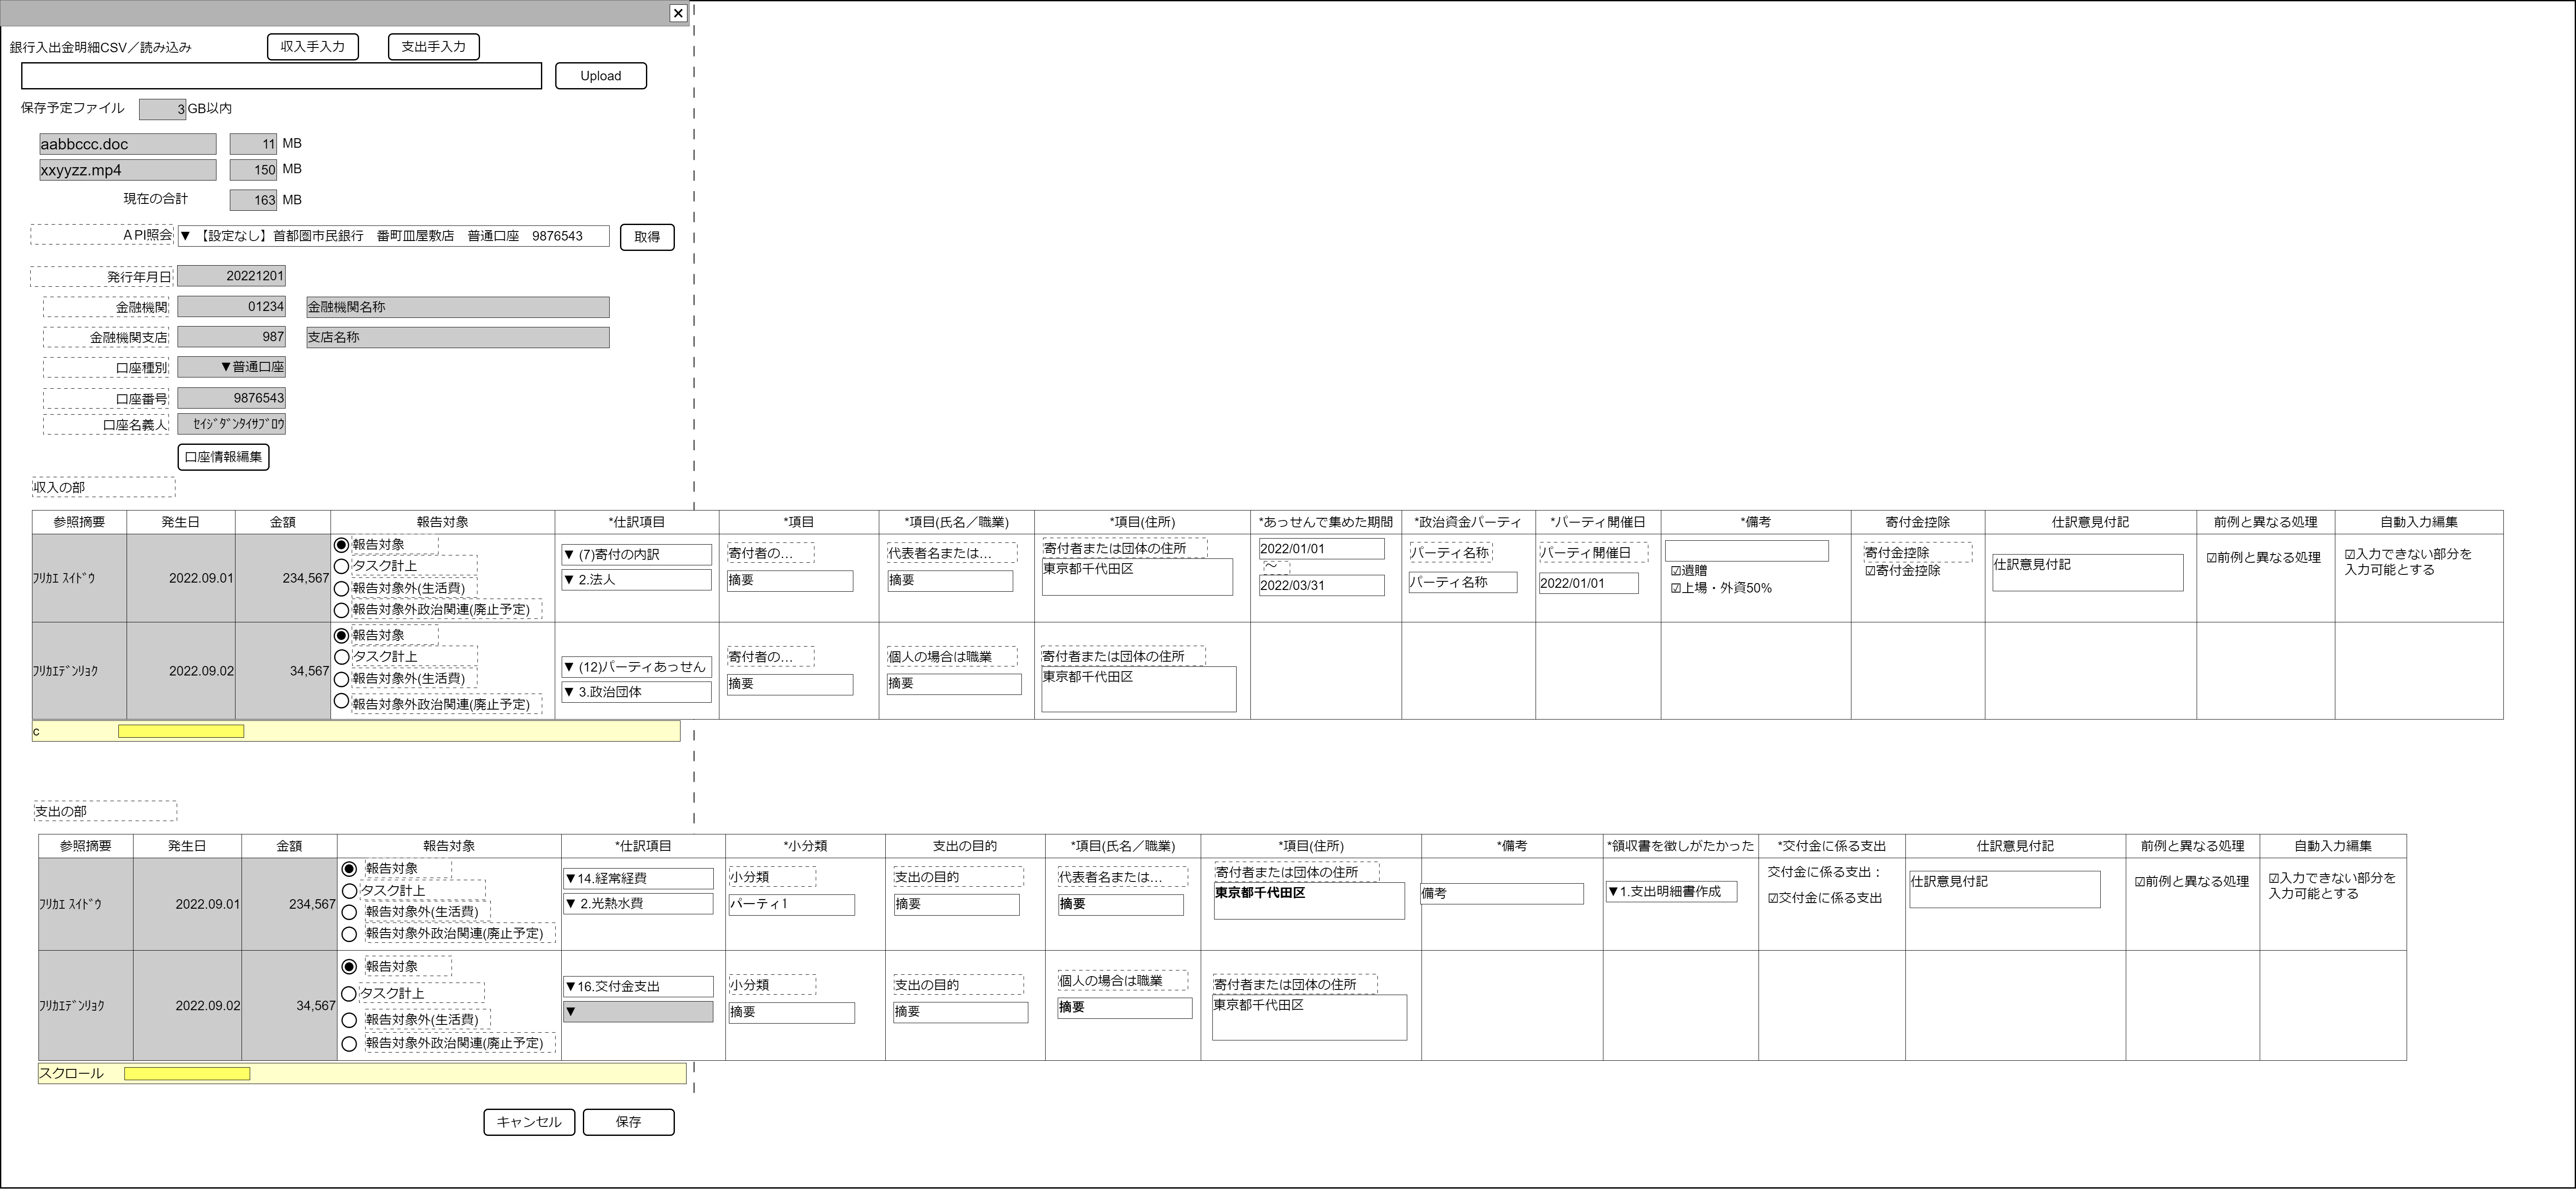 ×
銀行入出金明細CSV／読み込み 収入手入力 支出手入力
Upload
保存予定ファイル 3 GB以内
aabbccc.doc 11 MB
xxyyzz.mp4 150 MB
現在の合計 163 MB
API照会 ▼ 【設定なし】首都圏市民銀行　番町皿屋敷店　普通口座　9876543 取得
発行年月日 20221201
金融機関 01234 金融機関名称
金融機関支店 987 支店名称
口座種別 ▼普通口座
口座番号 9876543
口座名義人 ｾｲｼﾞﾀﾞﾝﾀｲｻﾌﾞﾛｳ
口座情報編集
収入の部
参照摘要 発生日 金額 報告対象 *仕訳項目 *項目 *項目(氏名／職業) *項目(住所) *あっせんで集めた期間 *政治資金パーティ *パーティ開催日 *備考 寄付金控除 仕訳意見付記 前例と異なる処理 自動入力編集
ﾌﾘｶｴ ｽｲﾄﾞｳ 2022.09.01 234,567
報告対象
タスク計上
報告対象外(生活費)
報告対象外政治関連(廃止予定)
▼ (7)寄付の内訳
▼ 2.法人
寄付者の...
摘要
代表者名または...
摘要
寄付者または団体の住所
東京都千代田区
2022/01/01
～
2022/03/31
パーティ名称
パーティ名称
パーティ開催日
2022/01/01
☑遺贈
☑上場・外資50%
寄付金控除
☑寄付金控除
仕訳意見付記
☑前例と異なる処理
☑入力できない部分を
入力可能とする
ﾌﾘｶｴﾃﾞﾝﾘｮｸ 2022.09.02 34,567
報告対象
タスク計上
報告対象外(生活費)
報告対象外政治関連(廃止予定)
▼ (12)パーティあっせん
▼ 3.政治団体
寄付者の...
摘要
個人の場合は職業
摘要
寄付者または団体の住所
東京都千代田区
c
支出の部
参照摘要 発生日 金額 報告対象 *仕訳項目 *小分類 支出の目的 *項目(氏名／職業) *項目(住所) *備考 *領収書を徴しがたかった *交付金に係る支出 仕訳意見付記 前例と異なる処理 自動入力編集
ﾌﾘｶｴ ｽｲﾄﾞｳ 2022.09.01 234,567
報告対象
タスク計上
報告対象外(生活費)
報告対象外政治関連(廃止予定)
▼14.経常経費
▼ 2.光熱水費
小分類
パーティ1
支出の目的
摘要
代表者名または...
摘要
寄付者または団体の住所
東京都千代田区
備考
▼1.支出明細書作成
交付金に係る支出：
☑交付金に係る支出
仕訳意見付記
☑前例と異なる処理
☑入力できない部分を
入力可能とする
ﾌﾘｶｴﾃﾞﾝﾘｮｸ 2022.09.02 34,567
報告対象
タスク計上
報告対象外(生活費)
報告対象外政治関連(廃止予定)
▼16.交付金支出
▼
小分類
摘要
支出の目的
摘要
個人の場合は職業
摘要
寄付者または団体の住所
東京都千代田区
スクロール
キャンセル 保存